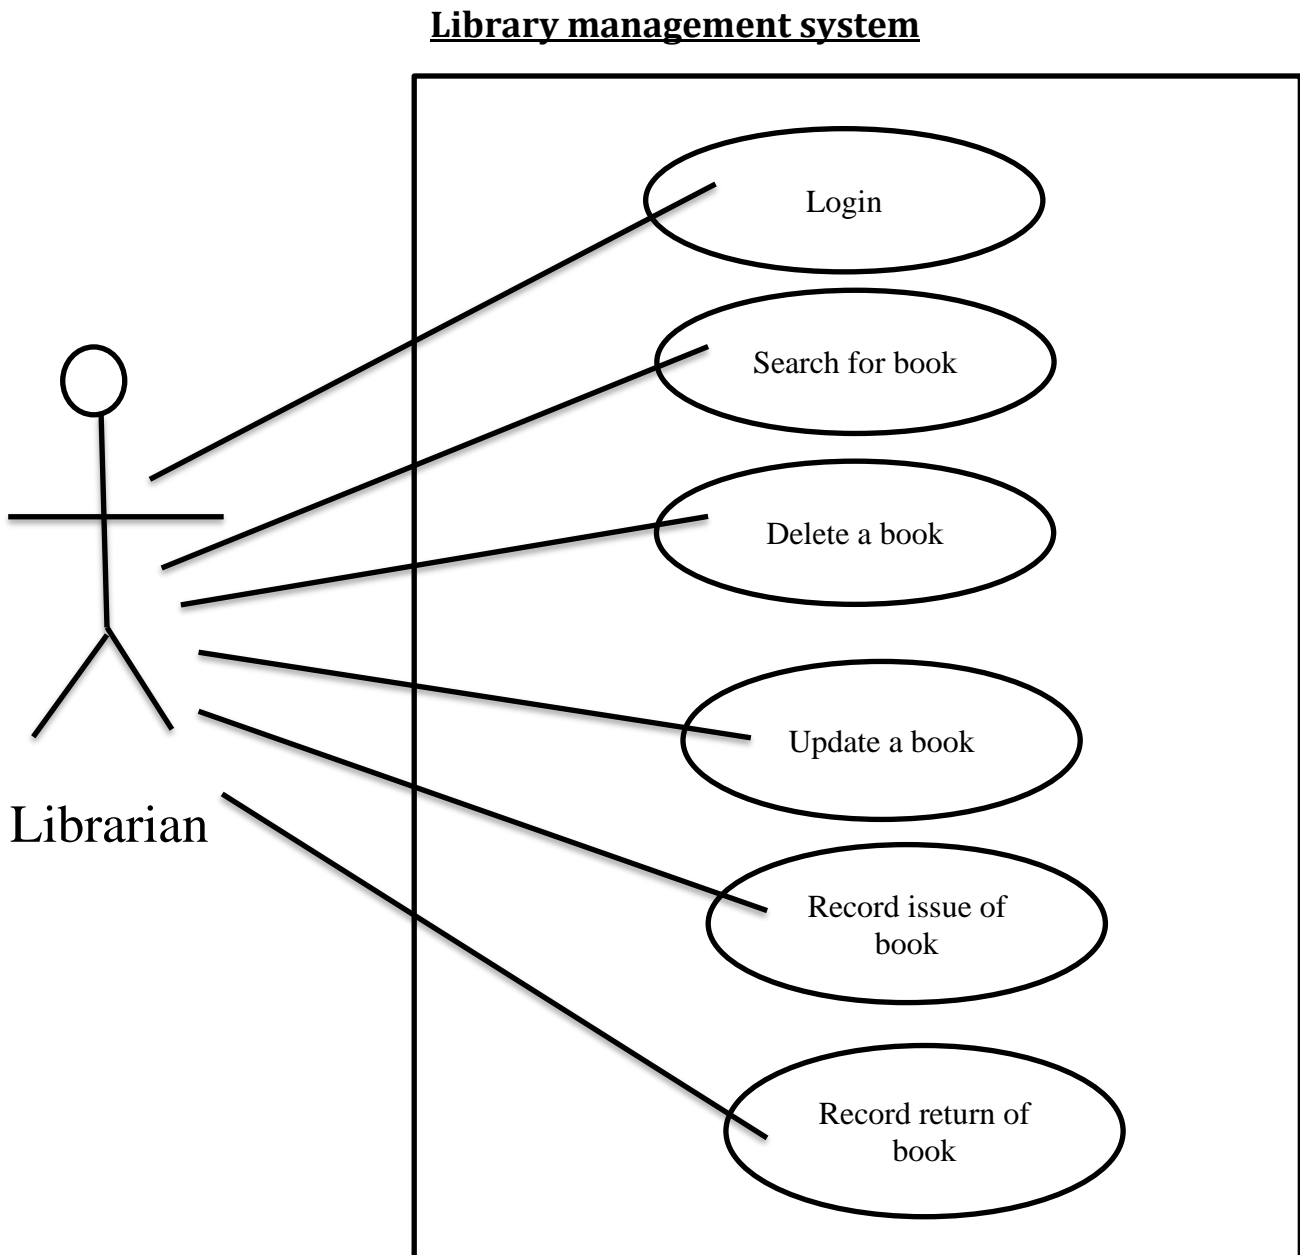 Library management system
Login
Search for book
Delete a book
Update a book
Librarian
Record issue of
book
Record return of
book